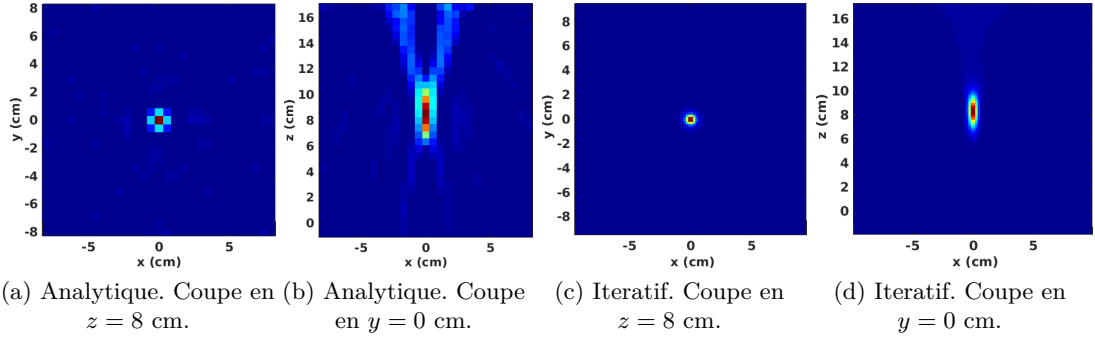 8
6
4
2
0
-2
-4
-6
-8
y (cm)
-5 0 5
x (cm)
16
14
12
10
8
6
4
2
0
z (cm)
-5 0 5
x (cm)
8
6
4
2
0
-2
-4
-6
-8
y (cm)
-5 0 5
x (cm)
16
14
12
10
8
6
4
2
0
z (cm)
-5 0 5
x (cm)
(a) Analytique. Coupe en
z = 8 cm.
(b) Analytique. Coupe
en y = 0 cm.
(c) Iteratif. Coupe en
z = 8 cm.
(d) Iteratif. Coupe en
y = 0 cm.